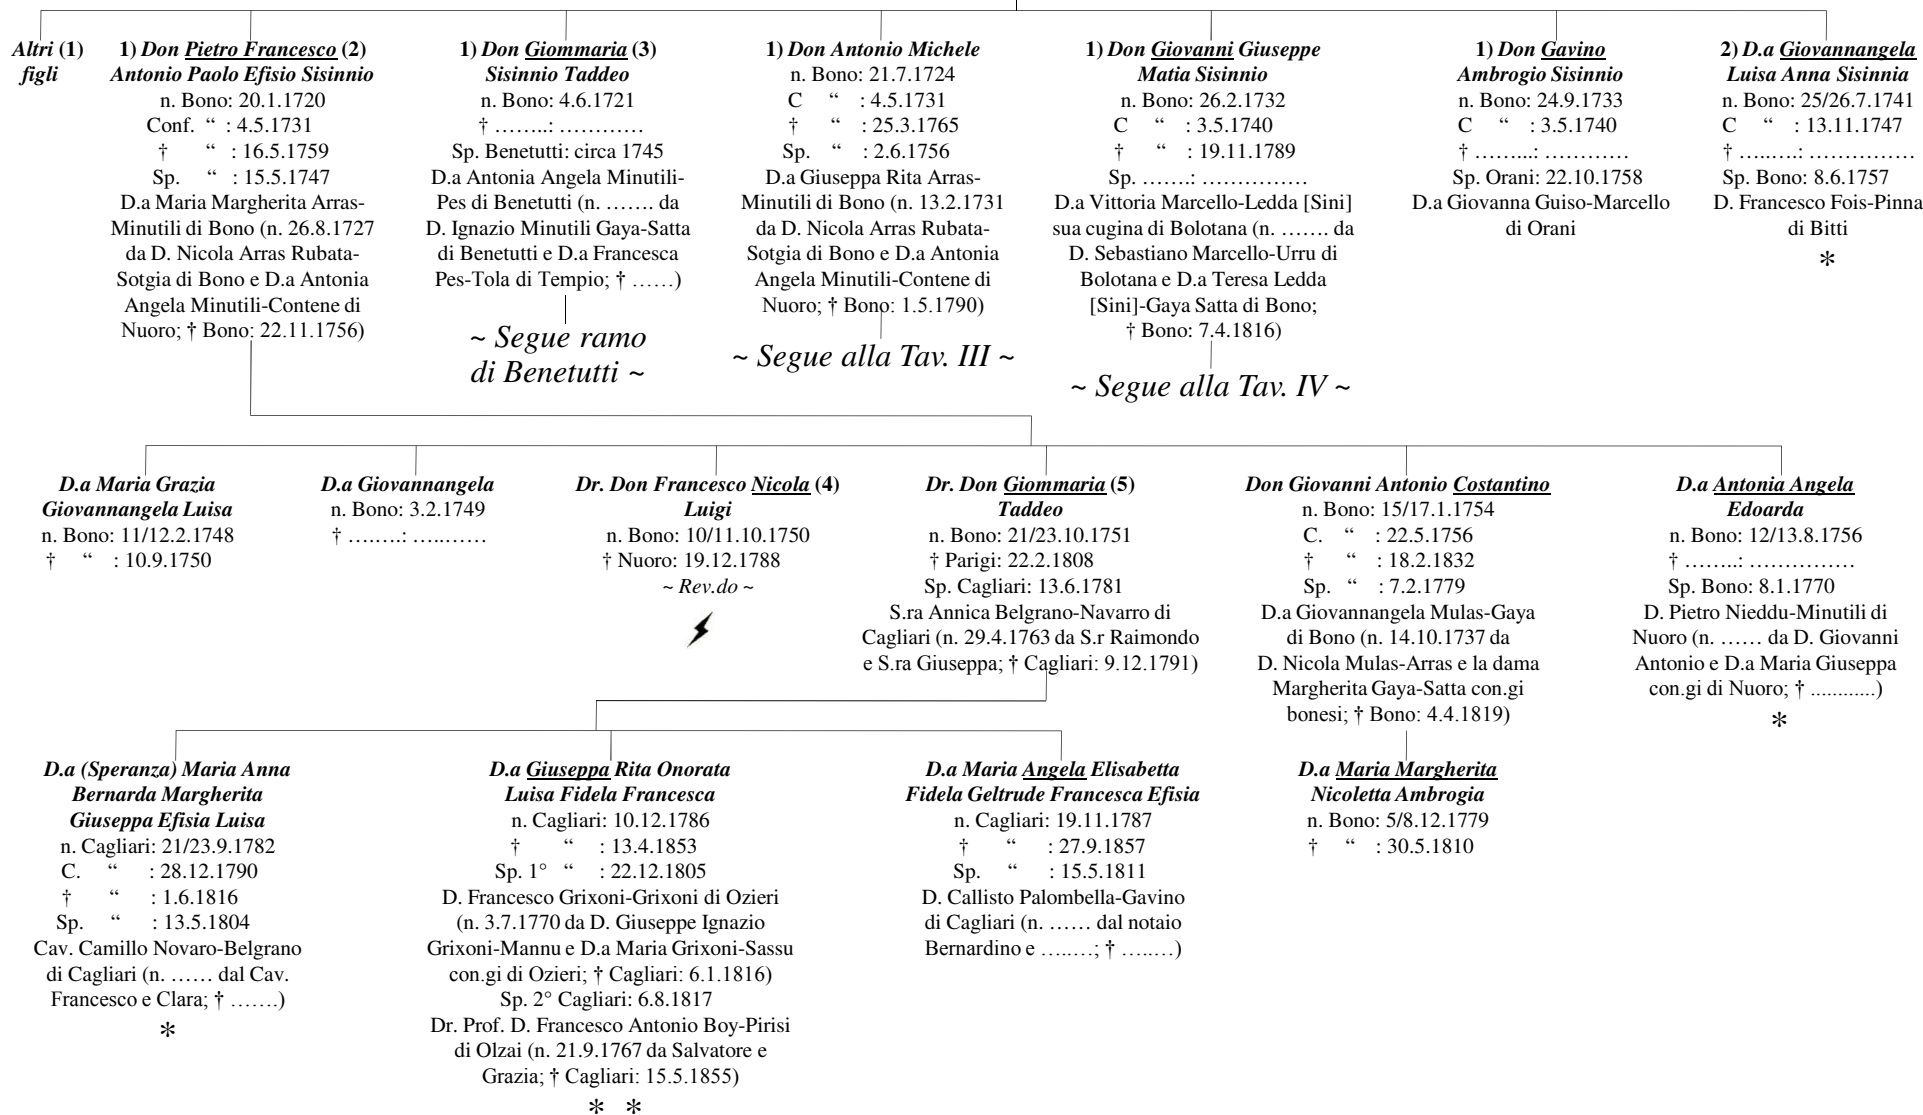 Altri (1)
figli
1) Don Pietro Francesco (2)
Antonio Paolo Efisio Sisinnio
n. Bono: 20.1.1720
Conf. “ : 4.5.1731
† “ : 16.5.1759
Sp. “ : 15.5.1747
D.a Maria Margherita Arras-
Minutili di Bono (n. 26.8.1727
da D. Nicola Arras Rubata-
Sotgia di Bono e D.a Antonia
Angela Minutili-Contene di
Nuoro; † Bono: 22.11.1756)
1) Don Giommaria (3)
Sisinnio Taddeo
n. Bono: 4.6.1721
† ……..: …………
Sp. Benetutti: circa 1745
D.a Antonia Angela Minutili-
Pes di Benetutti (n. ……. da
D. Ignazio Minutili Gaya-Satta
di Benetutti e D.a Francesca
Pes-Tola di Tempio; † ……)
~ Segue ramo
di Benetutti ~
1) Don Antonio Michele
n. Bono: 21.7.1724
C “ : 4.5.1731
† “ : 25.3.1765
Sp. “ : 2.6.1756
D.a Giuseppa Rita Arras-
Minutili di Bono (n. 13.2.1731
da D. Nicola Arras Rubata-
Sotgia di Bono e D.a Antonia
Angela Minutili-Contene di
Nuoro; † Bono: 1.5.1790)
~ Segue alla Tav. III ~
1) Don Giovanni Giuseppe
Matia Sisinnio
n. Bono: 26.2.1732
C “ : 3.5.1740
† “ : 19.11.1789
Sp. …….: ……………
D.a Vittoria Marcello-Ledda [Sini]
sua cugina di Bolotana (n. ……. da
D. Sebastiano Marcello-Urru di
Bolotana e D.a Teresa Ledda
[Sini]-Gaya Satta di Bono;
† Bono: 7.4.1816)
~ Segue alla Tav. IV ~
1) Don Gavino
Ambrogio Sisinnio
n. Bono: 24.9.1733
C “ : 3.5.1740
† ……...: …………
Sp. Orani: 22.10.1758
D.a Giovanna Guiso-Marcello
di Orani
2) D.a Giovannangela
Luisa Anna Sisinnia
n. Bono: 25/26.7.1741
C “ : 13.11.1747
† …..….: ……………
Sp. Bono: 8.6.1757
D. Francesco Fois-Pinna
di Bitti
*
D.a Maria Grazia
Giovannangela Luisa
n. Bono: 11/12.2.1748
† “ : 10.9.1750
D.a Giovannangela
n. Bono: 3.2.1749
† …..….: …..……
Dr. Don Francesco Nicola (4)
Luigi
n. Bono: 10/11.10.1750
† Nuoro: 19.12.1788
~ Rev.do ~
Dr. Don Giommaria (5)
Taddeo
n. Bono: 21/23.10.1751
† Parigi: 22.2.1808
Sp. Cagliari: 13.6.1781
S.ra Annica Belgrano-Navarro di
Cagliari (n. 29.4.1763 da S.r Raimondo
e S.ra Giuseppa; † Cagliari: 9.12.1791)
Don Giovanni Antonio Costantino
n. Bono: 15/17.1.1754
C. “ : 22.5.1756
† “ : 18.2.1832
Sp. “ : 7.2.1779
D.a Giovannangela Mulas-Gaya
di Bono (n. 14.10.1737 da
D. Nicola Mulas-Arras e la dama
Margherita Gaya-Satta con.gi
bonesi; † Bono: 4.4.1819)
D.a Antonia Angela
Edoarda
n. Bono: 12/13.8.1756
† ……..: ……………
Sp. Bono: 8.1.1770
D. Pietro Nieddu-Minutili di
Nuoro (n. …… da D. Giovanni
Antonio e D.a Maria Giuseppa
con.gi di Nuoro; † ............)
*
D.a (Speranza) Maria Anna
Bernarda Margherita
Giuseppa Efisia Luisa
n. Cagliari: 21/23.9.1782
C. “ : 28.12.1790
† “ : 1.6.1816
Sp. “ : 13.5.1804
Cav. Camillo Novaro-Belgrano
di Cagliari (n. …… dal Cav.
Francesco e Clara; † …….)
*
D.a Giuseppa Rita Onorata
Luisa Fidela Francesca
n. Cagliari: 10.12.1786
† “ : 13.4.1853
Sp. 1° “ : 22.12.1805
D. Francesco Grixoni-Grixoni di Ozieri
(n. 3.7.1770 da D. Giuseppe Ignazio
Grixoni-Mannu e D.a Maria Grixoni-Sassu
con.gi di Ozieri; † Cagliari: 6.1.1816)
Sp. 2° Cagliari: 6.8.1817
Dr. Prof. D. Francesco Antonio Boy-Pirisi
di Olzai (n. 21.9.1767 da Salvatore e
Grazia; † Cagliari: 15.5.1855)
* *
D.a Maria Angela Elisabetta
Fidela Geltrude Francesca Efisia
n. Cagliari: 19.11.1787
† “ : 27.9.1857
Sp. “ : 15.5.1811
D. Callisto Palombella-Gavino
di Cagliari (n. …… dal notaio
Bernardino e …..…; † …..…)
D.a Maria Margherita
Nicoletta Ambrogia
n. Bono: 5/8.12.1779
† “ : 30.5.1810